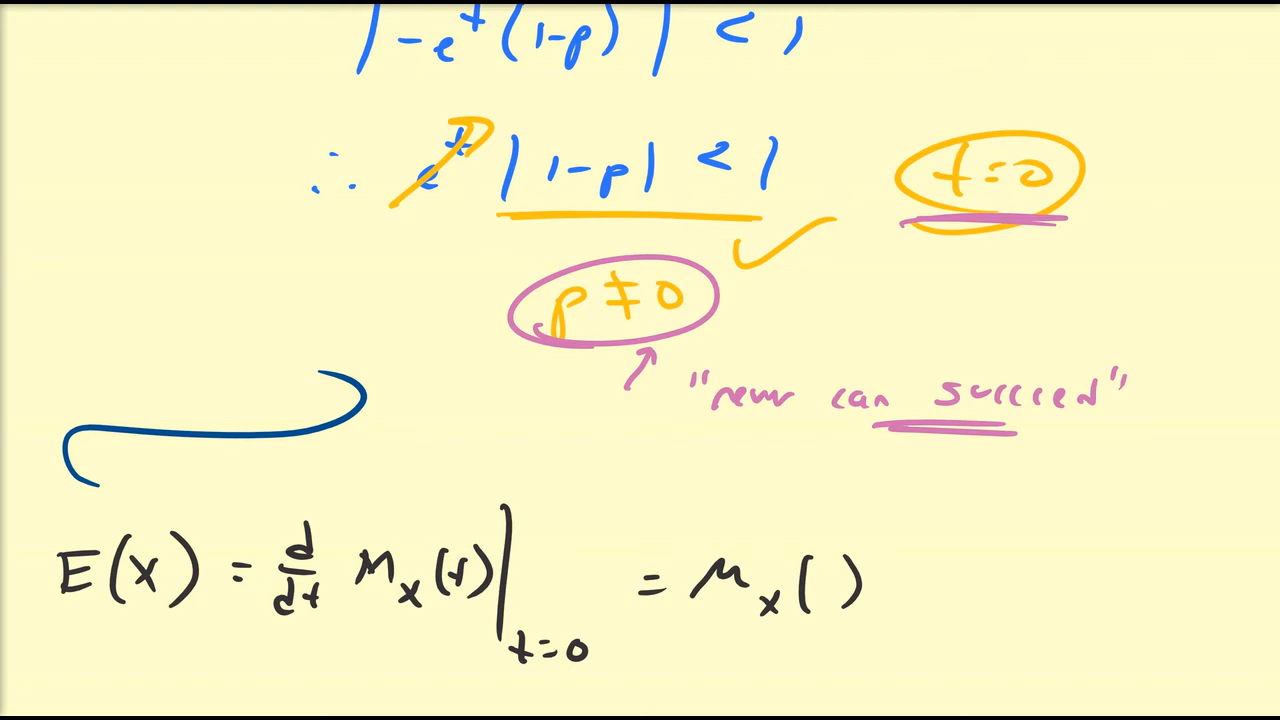 |-e^t(1-p)| < 1
∴ e^t |1-p| < 1 t=0
p ≠ 0
"never can succeed"
E(X) = d/dt M_X(t)|_{t=0} = M_X( )